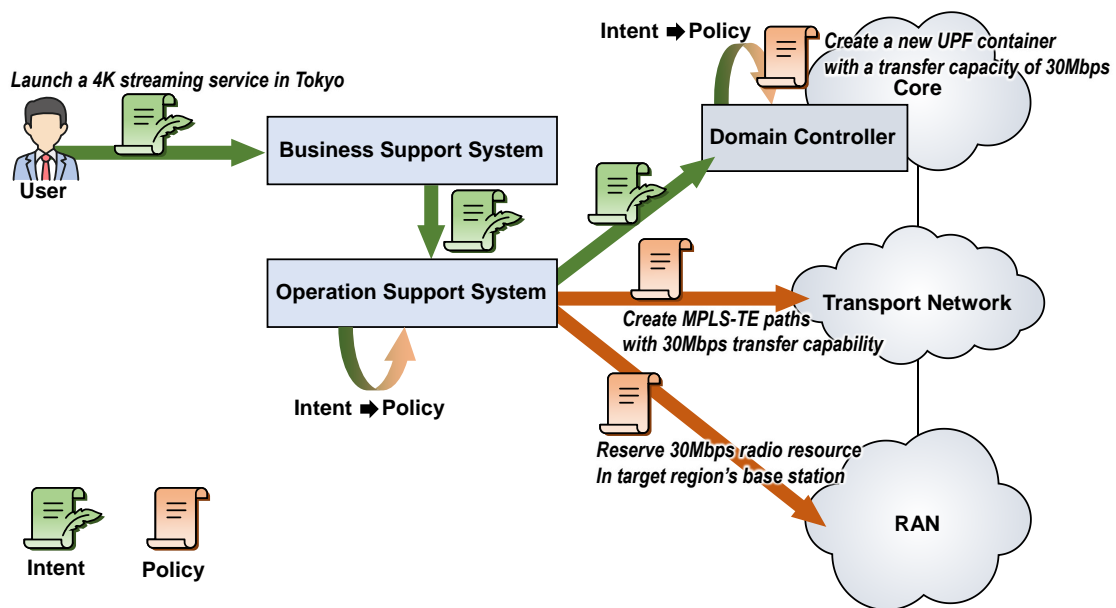 Intent ➡ Policy
Create a new UPF container
with a transfer capacity of 30Mbps
Core
Launch a 4K streaming service in Tokyo
User
Business Support System
Domain Controller
Operation Support System
Transport Network
Create MPLS-TE paths
with 30Mbps transfer capability
Intent ➡ Policy
Reserve 30Mbps radio resource
In target region's base station
RAN
Intent
Policy